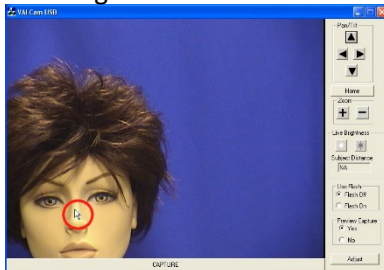 VAI Cam USB
Pan/Tilt
Home
Zoom
Live Brightness
Subject Distance
NA
Use Flash
Flash Off
Flash On
Preview Capture
Yes
No
CAPTURE
Adjust